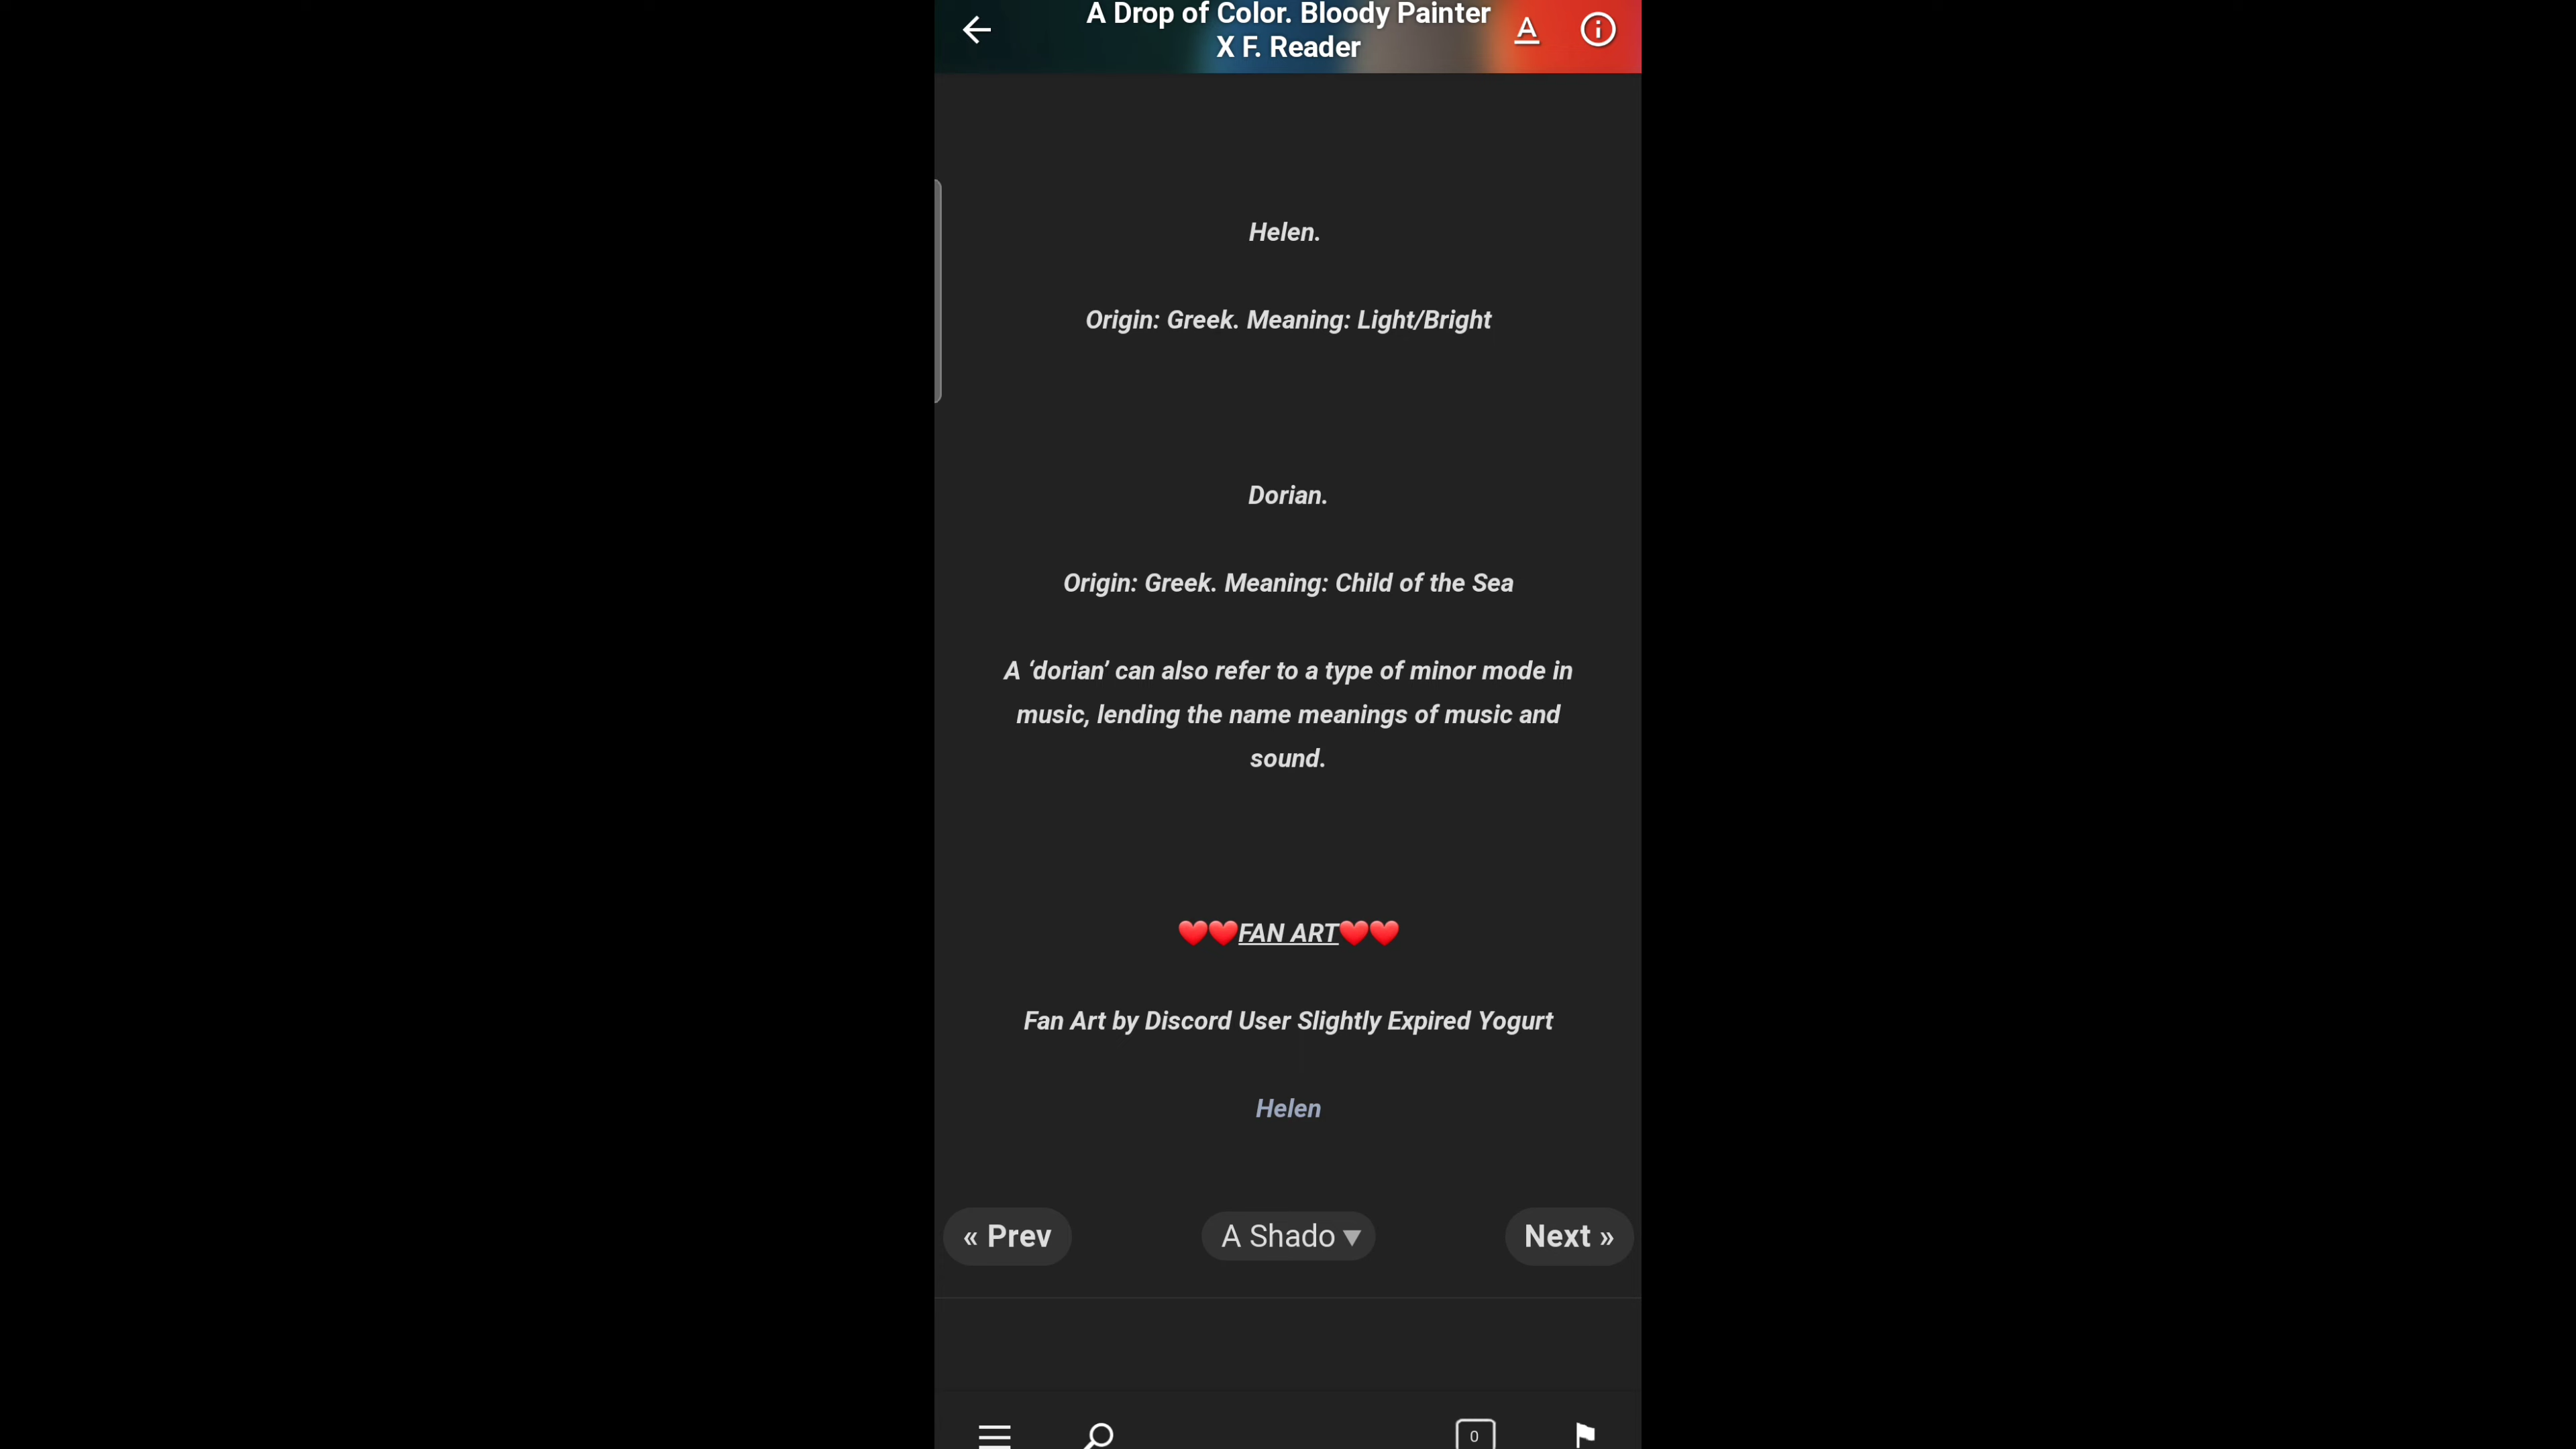 A Drop of Color. Bloody Painter
X F. Reader
A
Helen.
Origin: Greek. Meaning: Light/Bright
Dorian.
Origin: Greek. Meaning: Child of the Sea
A ‘dorian’ can also refer to a type of minor mode in
music, lending the name meanings of music and
sound.
❤️❤️FAN ART❤️❤️
Fan Art by Discord User Slightly Expired Yogurt
Helen
« Prev
A Shado ▼
Next »
0